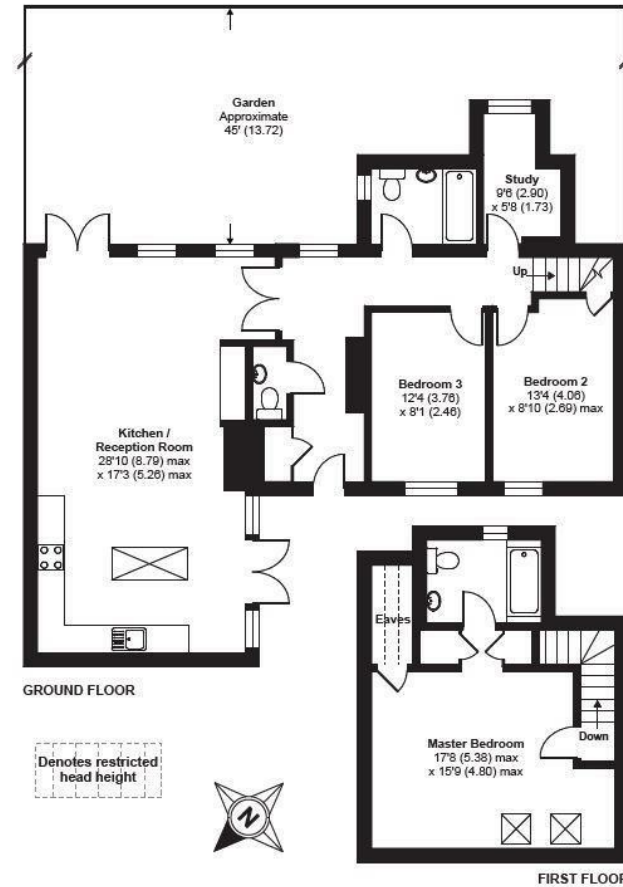 Garden
Approximate
45' (13.72)
Study
9'6 (2.90)
x 5'8 (1.73)
Up
Bedroom 3
12'4 (3.76)
x 8'1 (2.46)
Bedroom 2
13'4 (4.06)
x 8'10 (2.69) max
Kitchen /
Reception Room
28'10 (8.79) max
x 17'3 (5.26) max
GROUND FLOOR
Eaves
Master Bedroom
17'8 (5.38) max
x 15'9 (4.80) max
Down
Denotes restricted
head height
N
FIRST FLOOR